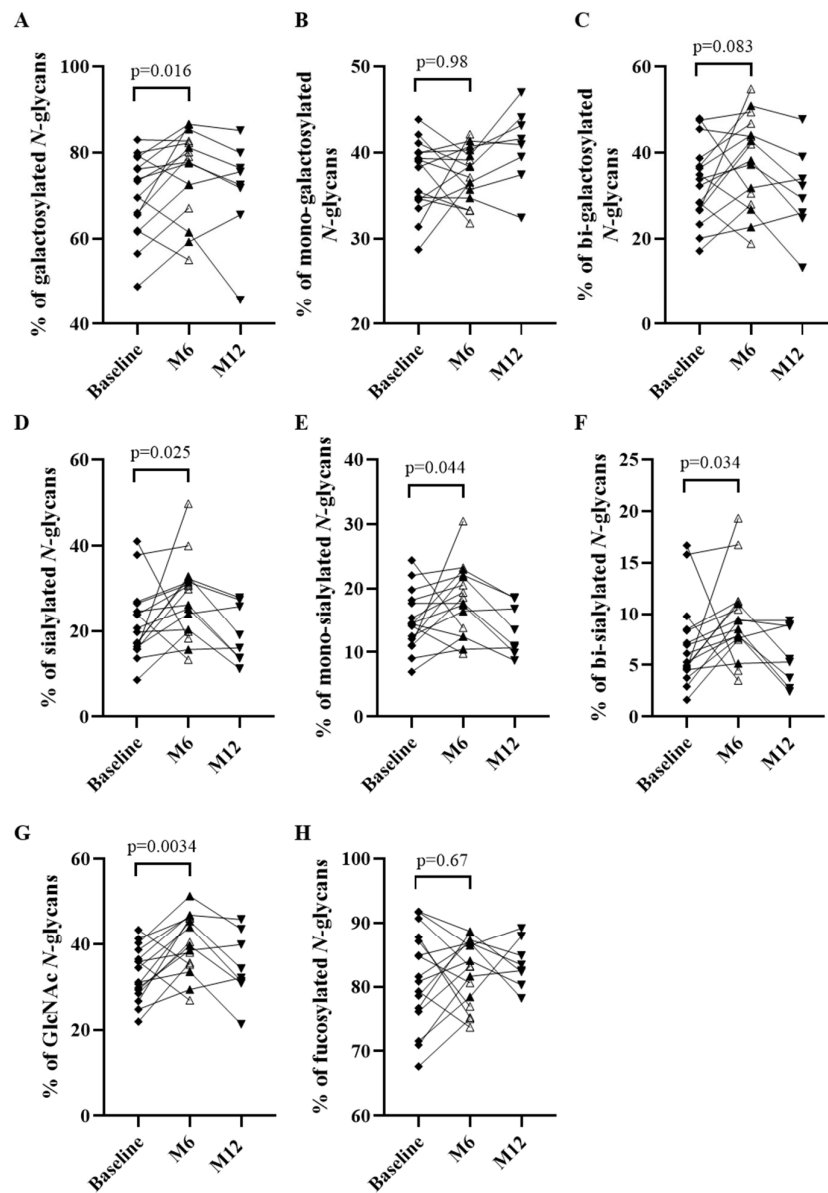 A
% of galactosylated N-glycans
100
80
60
40
p=0.016
Baseline
M6
M12
B
% of mono-galactosylated
N-glycans
50
40
30
20
p=0.98
Baseline
M6
M12
C
% of bi-galactosylated
N-glycans
60
40
20
0
p=0.083
Baseline
M6
M12
D
% of sialylated N-glycans
60
40
20
0
p=0.025
Baseline
M6
M12
E
% of mono-sialylated N-glycans
40
30
20
10
0
p=0.044
Baseline
M6
M12
F
% of bi-sialylated N-glycans
25
20
15
10
5
0
p=0.034
Baseline
M6
M12
G
% of GlcNAc N-glycans
60
40
20
0
p=0.0034
Baseline
M6
M12
H
% of fucosylated N-glycans
100
90
80
70
60
p=0.67
Baseline
M6
M12